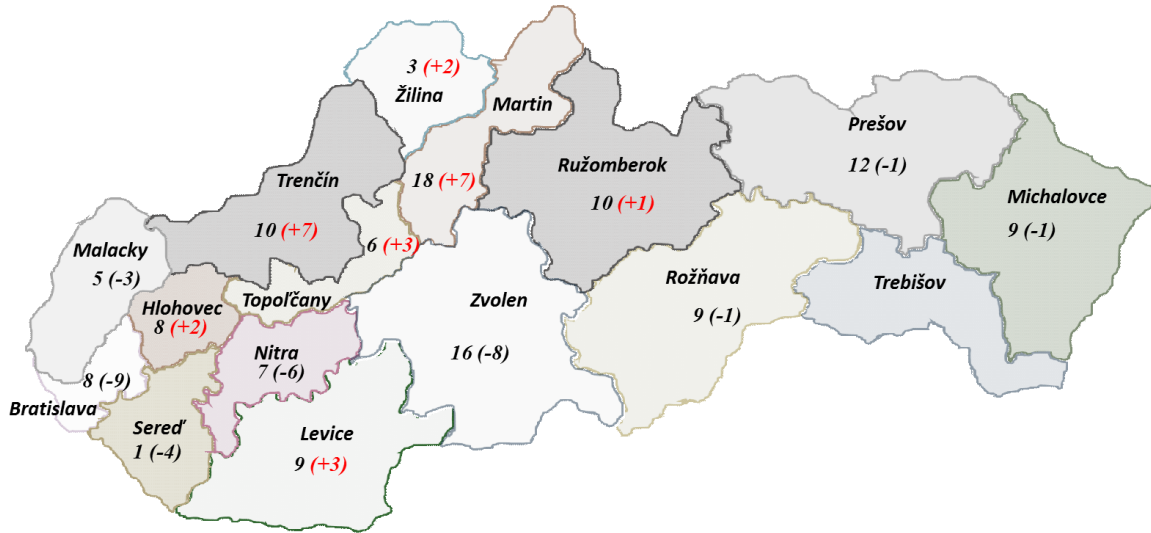 3 (+2)
Žilina
Martin
Prešov
12 (-1)
Ružomberok
10 (+1)
Trenčín
10 (+7)
18 (+7)
Michalovce
9 (-1)
Malacky
5 (-3)
6 (+3)
Rožňava
9 (-1)
Trebišov
Hlohovec
8 (+2)
Topoľčany
Zvolen
16 (-8)
Nitra
7 (-6)
8 (-9)
Bratislava
Sereď
1 (-4)
Levice
9 (+3)